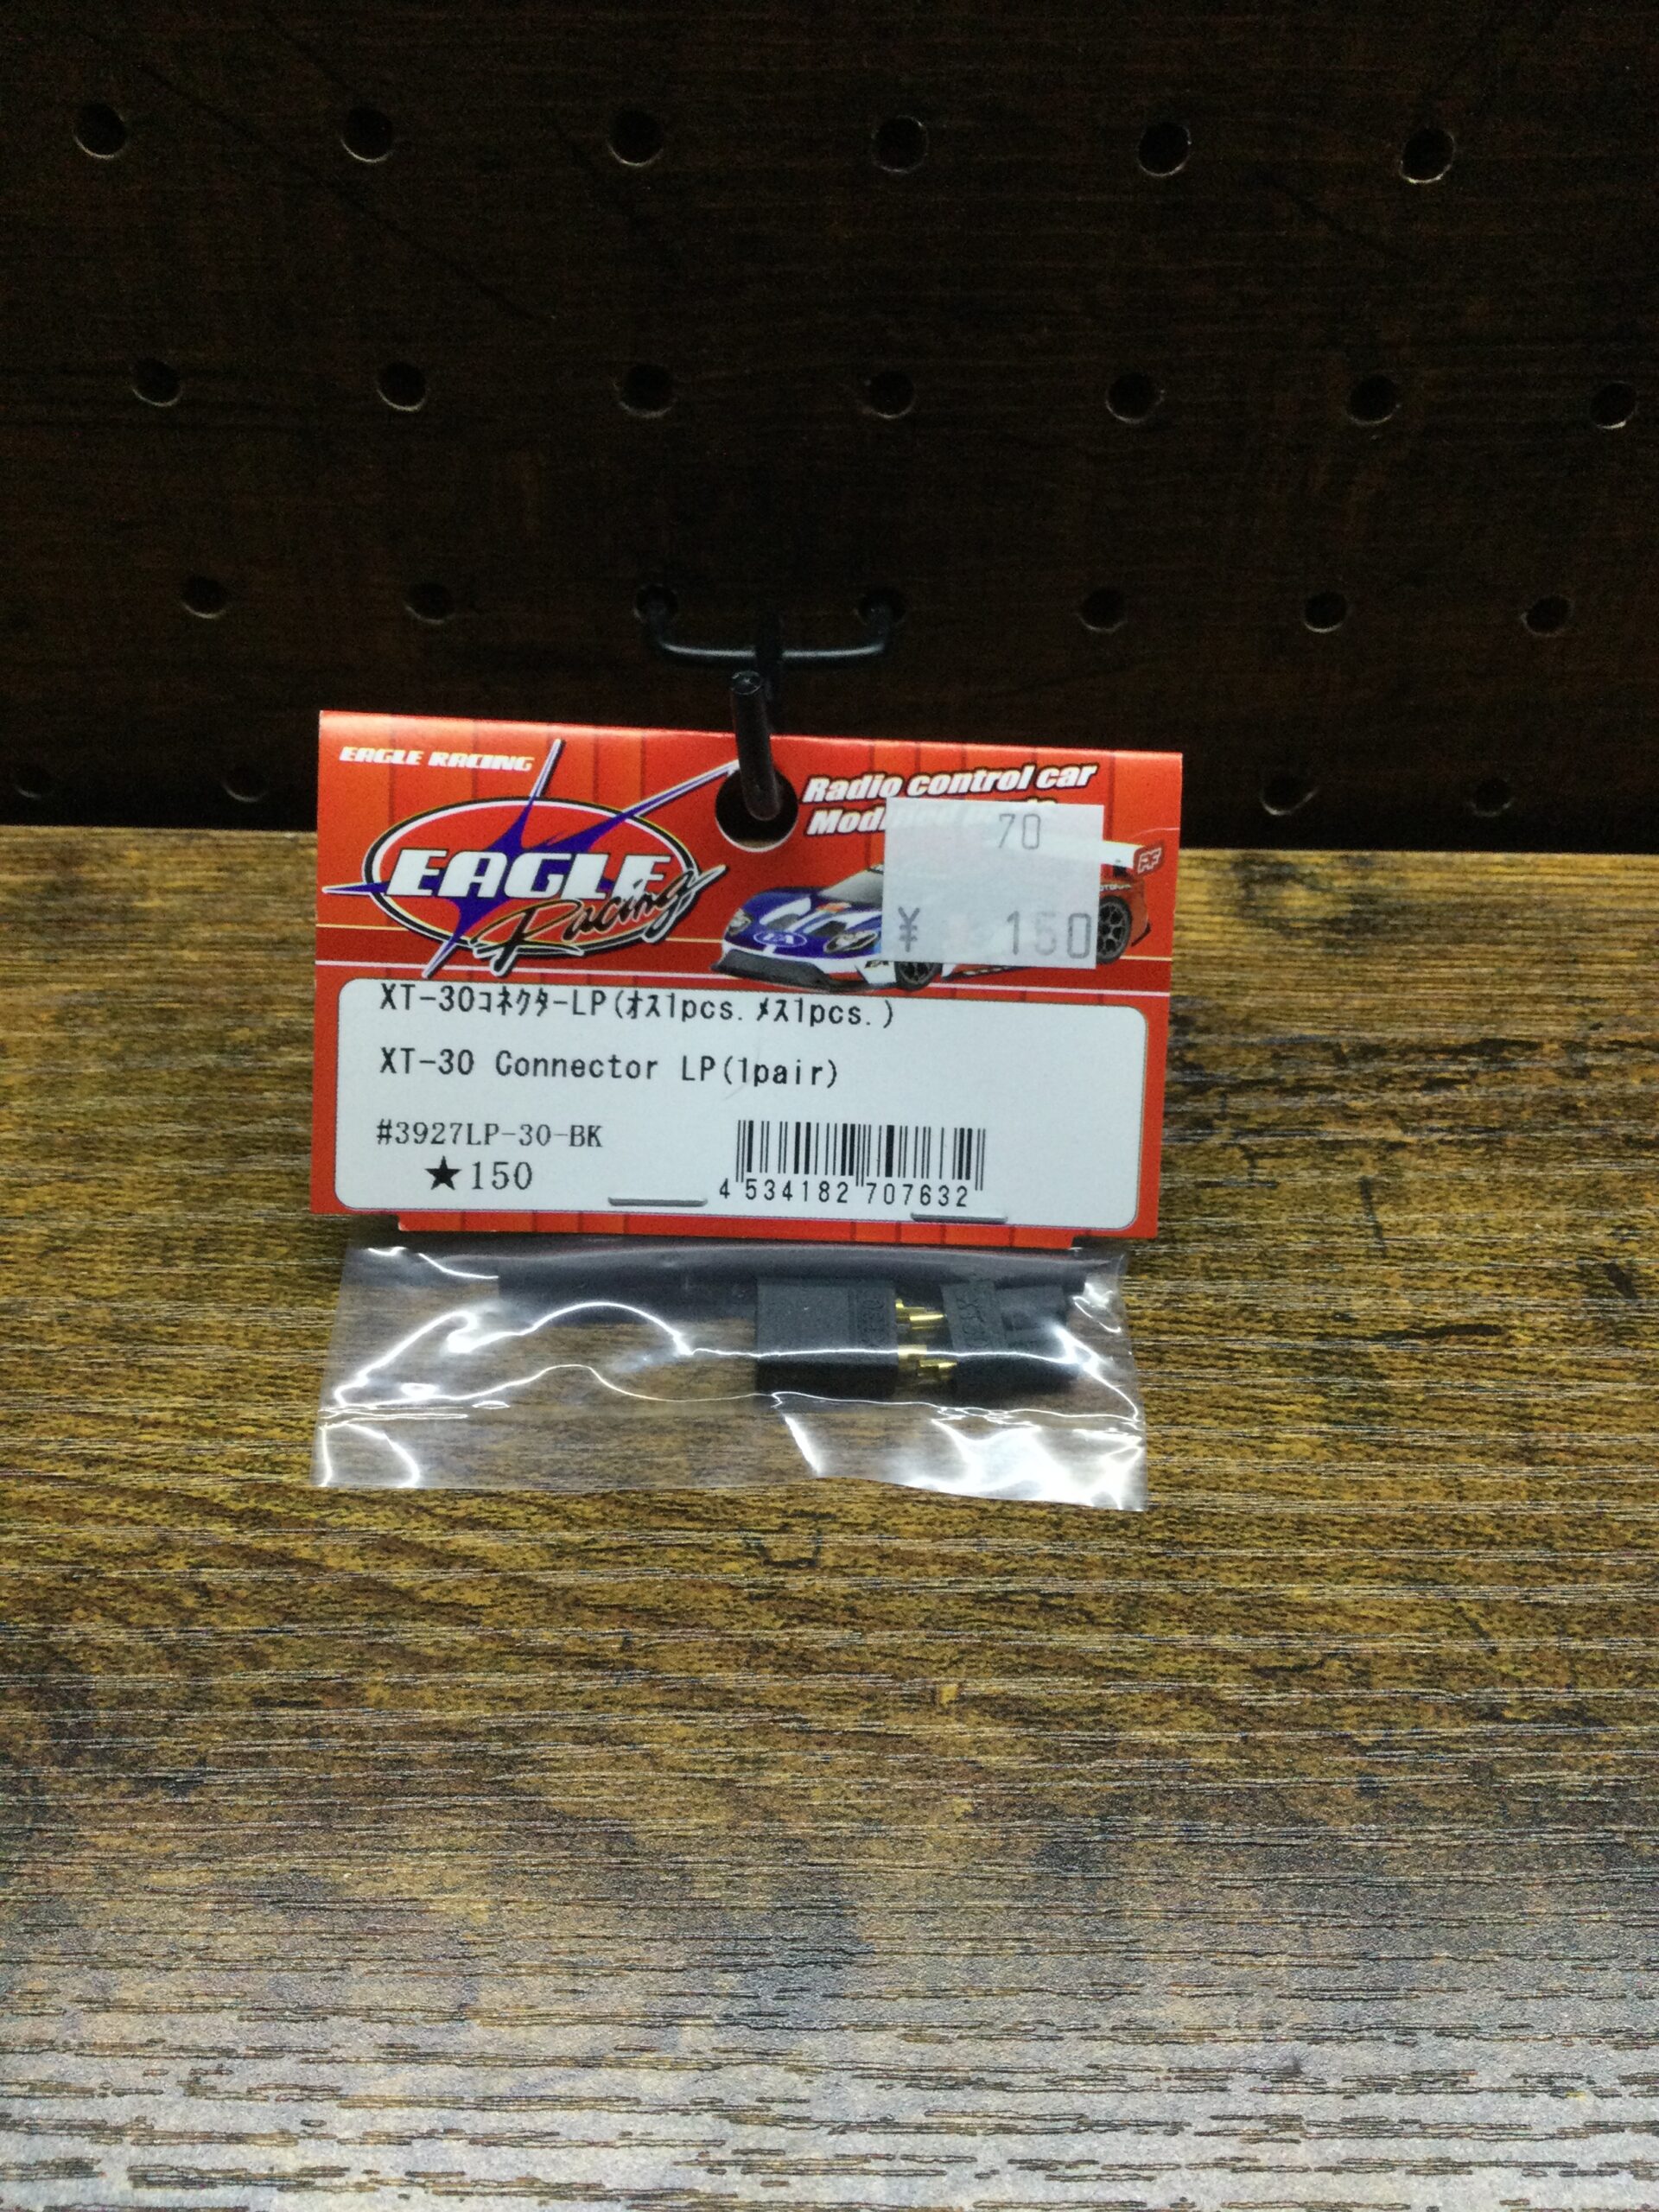 EAGLE RACING
EAGLE
Racing
Radio control car
70
¥ 150
XT-30コネクターLP(オス1pcs.メス1pcs.)
XT-30 Connector LP(1pair)
#3927LP-30-BK
★150
4 534182 707632